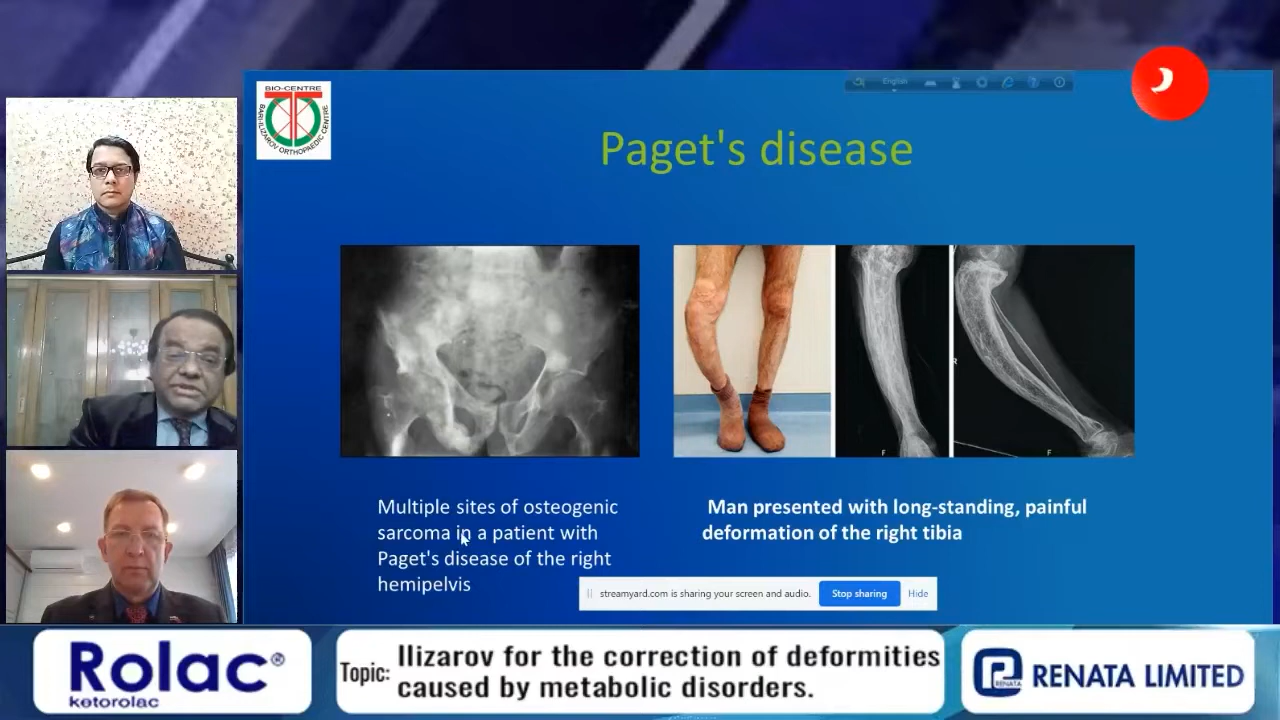 BIO-CENTRE
BARI-ILIZAROV ORTHOPAEDIC CENTRE
English
Paget's disease
R
F
F
Multiple sites of osteogenic
sarcoma in a patient with
Paget's disease of the right
hemipelvis
Man presented with long-standing, painful
deformation of the right tibia
streamyard.com is sharing your screen and audio.
Stop sharing
Hide
Rolac®
ketorolac
Topic:
Ilizarov for the correction of deformities
caused by metabolic disorders.
RENATA
RENATA LIMITED